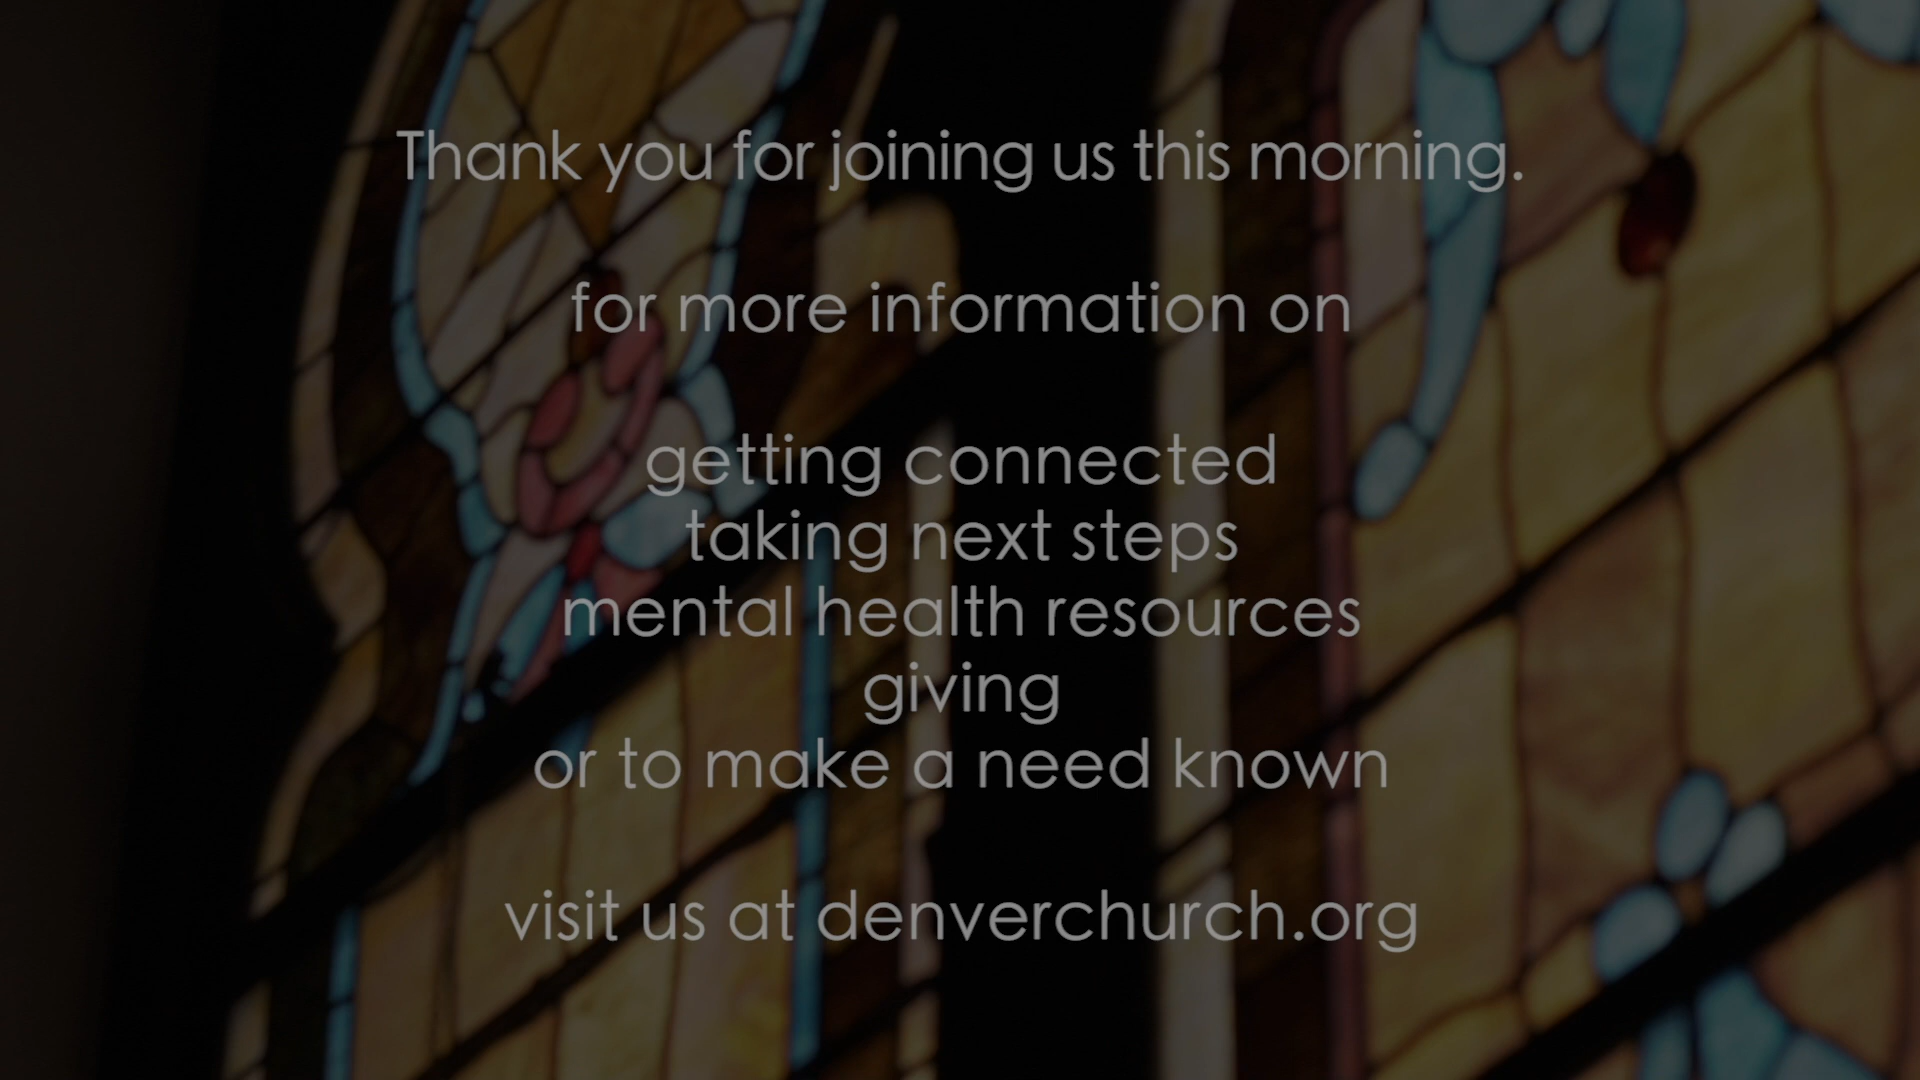 Thank you for joining us this morning.
for more information on
getting connected
taking next steps
mental health resources
giving
or to make a need known
visit us at denverchurch.org